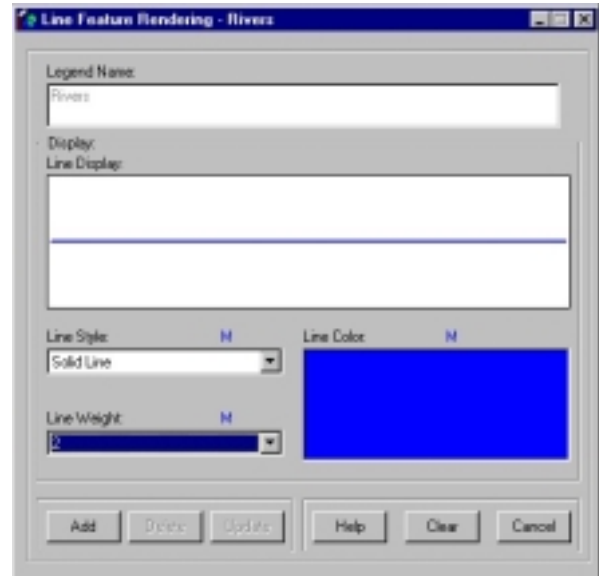 Line Feature Rendering - Rivers
Legend Name:
Rivers
Display:
Line Display:
Line Style: M
Line Color: M
Solid Line
Line Weight: M
2
Add Delete Update Help Clear Cancel